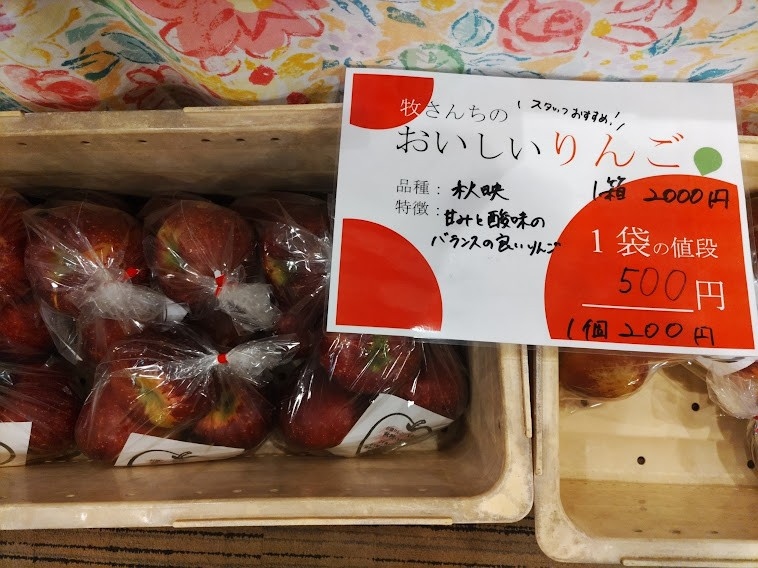 牧さんちの
スタッフおすすめ!
おいしいりんご
品種：秋映
特徴：甘みと酸味の
バランスの良いりんご
1箱 2000円
1袋の値段
500円
1個 200円